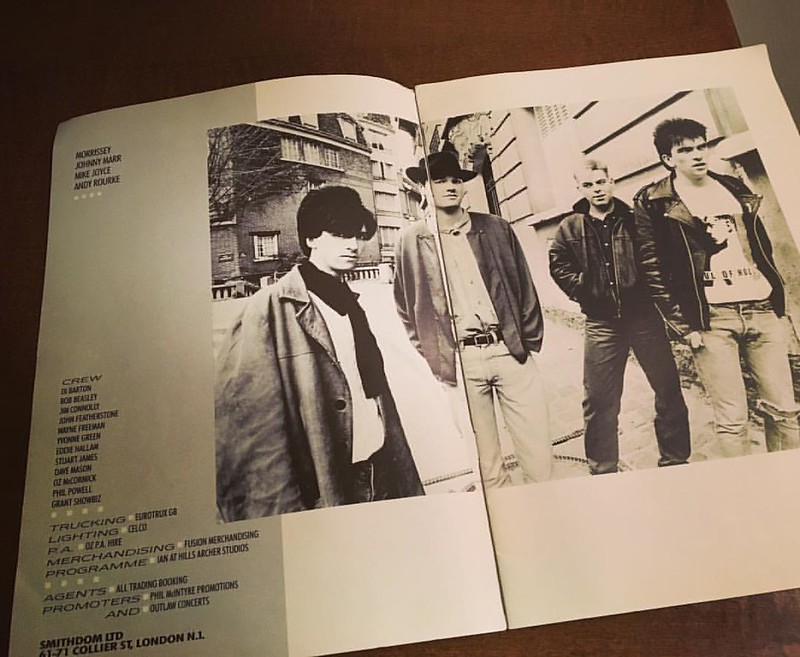 MORRISSEY
JOHNNY MARR
MIKE JOYCE
ANDY ROURKE
CREW
DI BARTON
BOB BEASLEY
JIM CONNOLLY
JOHN FEATHERSTONE
WAYNE FREEMAN
YVONNE GREEN
EDDIE HALLAM
STUART JAMES
DAVE MASON
OZ McCORMICK
PHIL POWELL
GRANT SHOWBIZ
TRUCKING EUROTRUX GB
LIGHTING CELCO
P.A. OZ P.A. HIRE
MERCHANDISING FUSION MERCHANDISING
PROGRAMME IAN AT HILLS ARCHER STUDIOS
AGENTS ALL TRADING BOOKING
PROMOTERS PHIL McINTYRE PROMOTIONS
AND OUTLAW CONCERTS
SMITHDOM LTD
61-71 COLLIER ST, LONDON N.1.